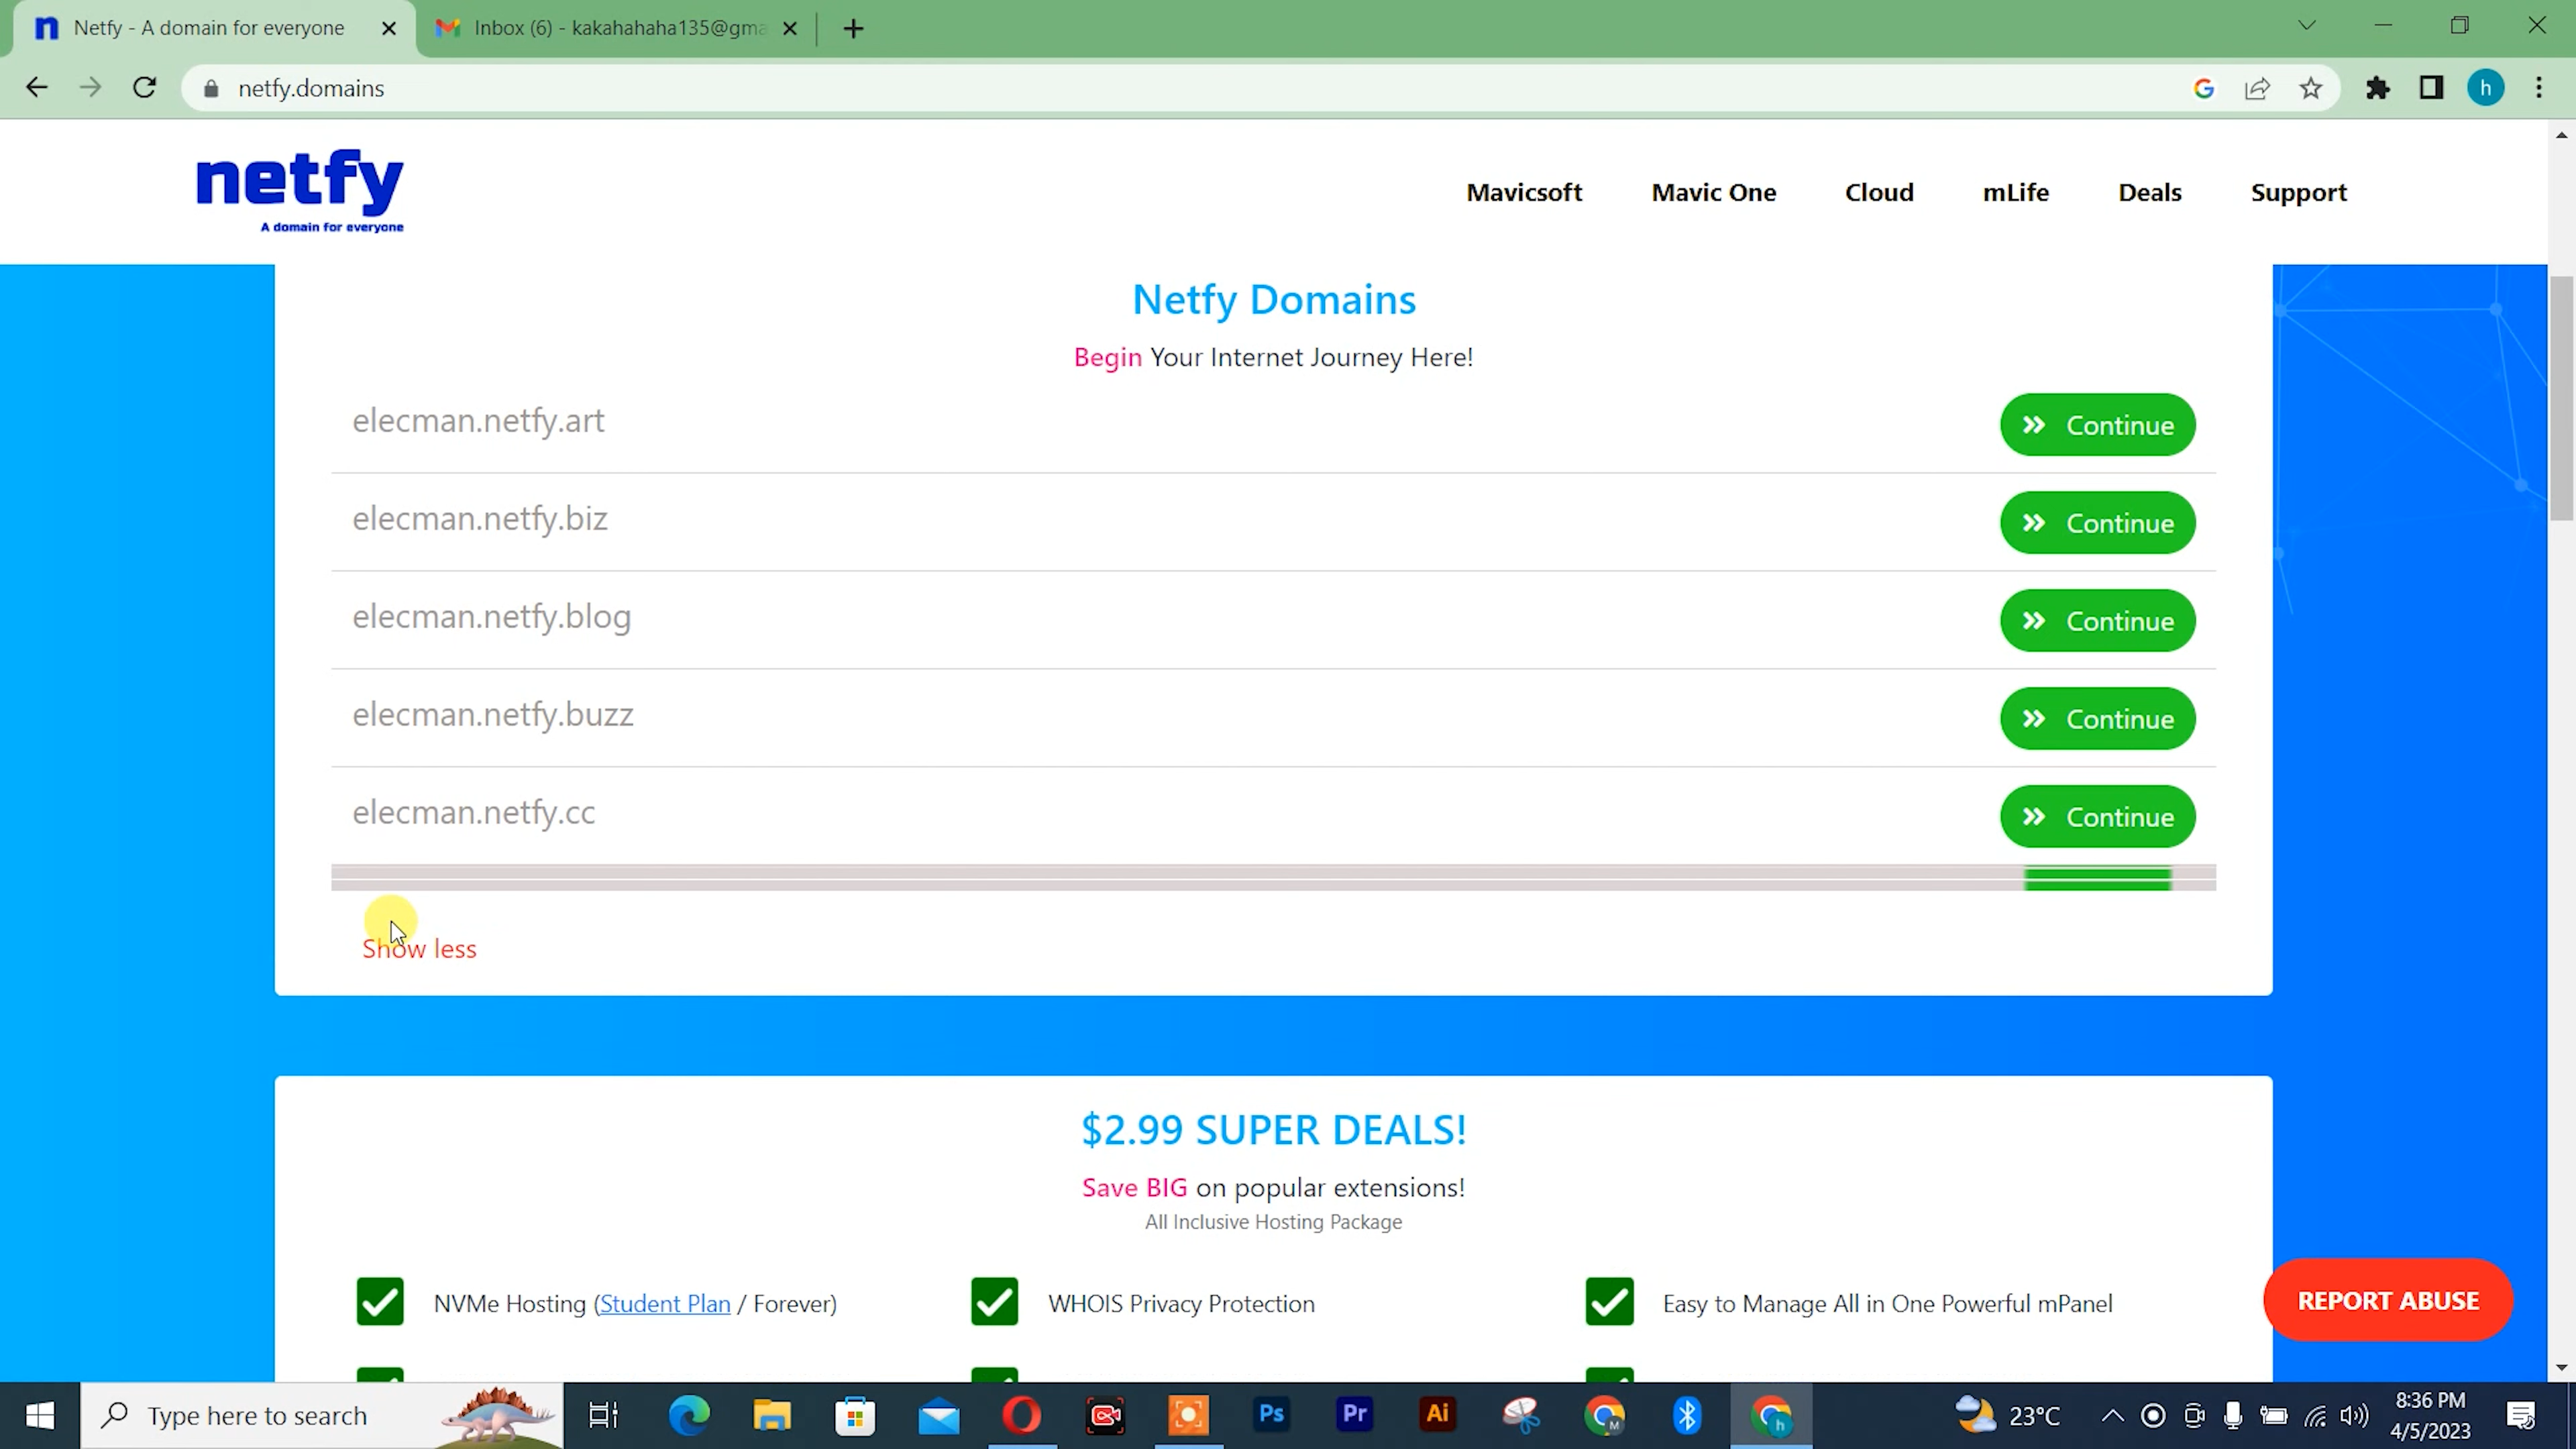 Netfy - A domain for everyone
Inbox (6) - kakahahaha135@gma
netfy.domains
h
netfy
A domain for everyone
Mavicsoft Mavic One Cloud mLife Deals Support
Netfy Domains
Begin Your Internet Journey Here!
elecman.netfy.art Continue
elecman.netfy.biz Continue
elecman.netfy.blog Continue
elecman.netfy.buzz Continue
elecman.netfy.cc Continue
Show less
$2.99 SUPER DEALS!
Save BIG on popular extensions!
All Inclusive Hosting Package
NVMe Hosting (Student Plan / Forever) WHOIS Privacy Protection Easy to Manage All in One Powerful mPanel
REPORT ABUSE
Type here to search
Ps Pr Ai M h
23°C
8:36 PM
4/5/2023